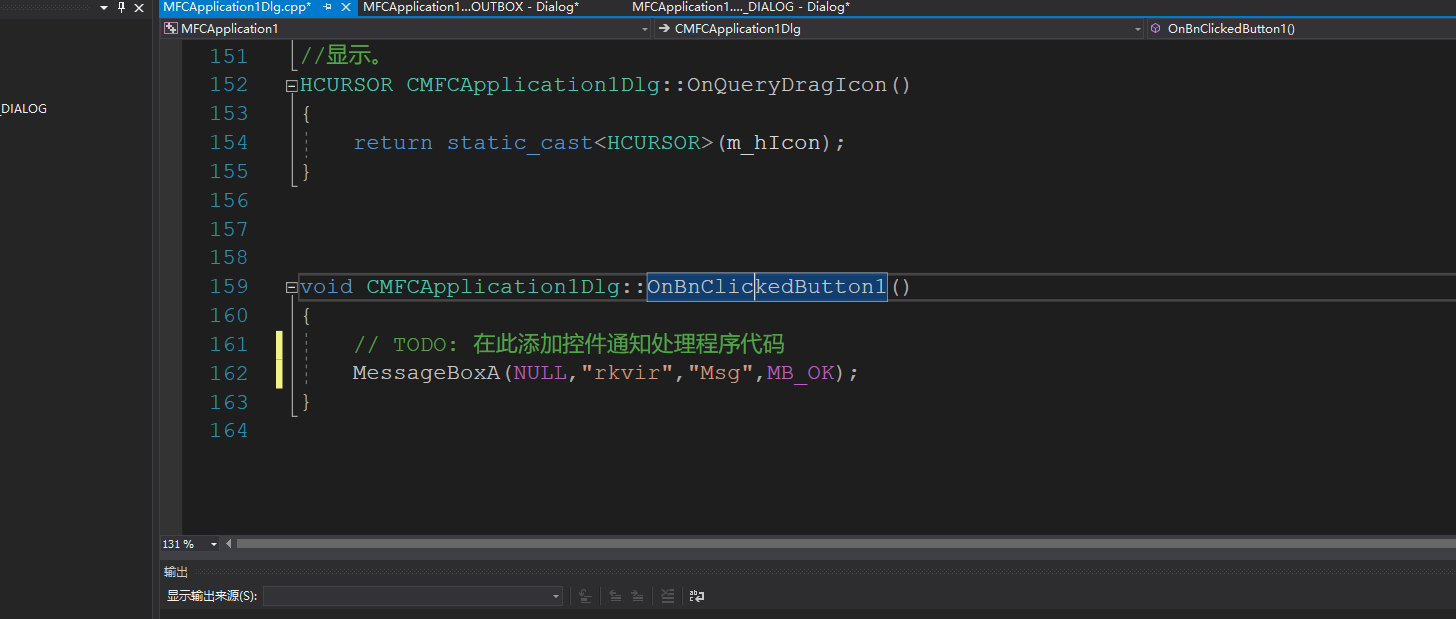 MFCApplication1Dlg.cpp* MFCApplication1...OUTBOX - Dialog* MFCApplication1...._DIALOG - Dialog*
MFCApplication1 CMFCApplication1Dlg OnBnClickedButton1()
_DIALOG
151 //显示。
152 HCURSOR CMFCApplication1Dlg::OnQueryDragIcon()
153 {
154 return static_cast<HCURSOR>(m_hIcon);
155 }
156
157
158
159 void CMFCApplication1Dlg::OnBnClickedButton1()
160 {
161 // TODO: 在此添加控件通知处理程序代码
162 MessageBoxA(NULL,"rkvir","Msg",MB_OK);
163 }
164
131 %
输出
显示输出来源(S):